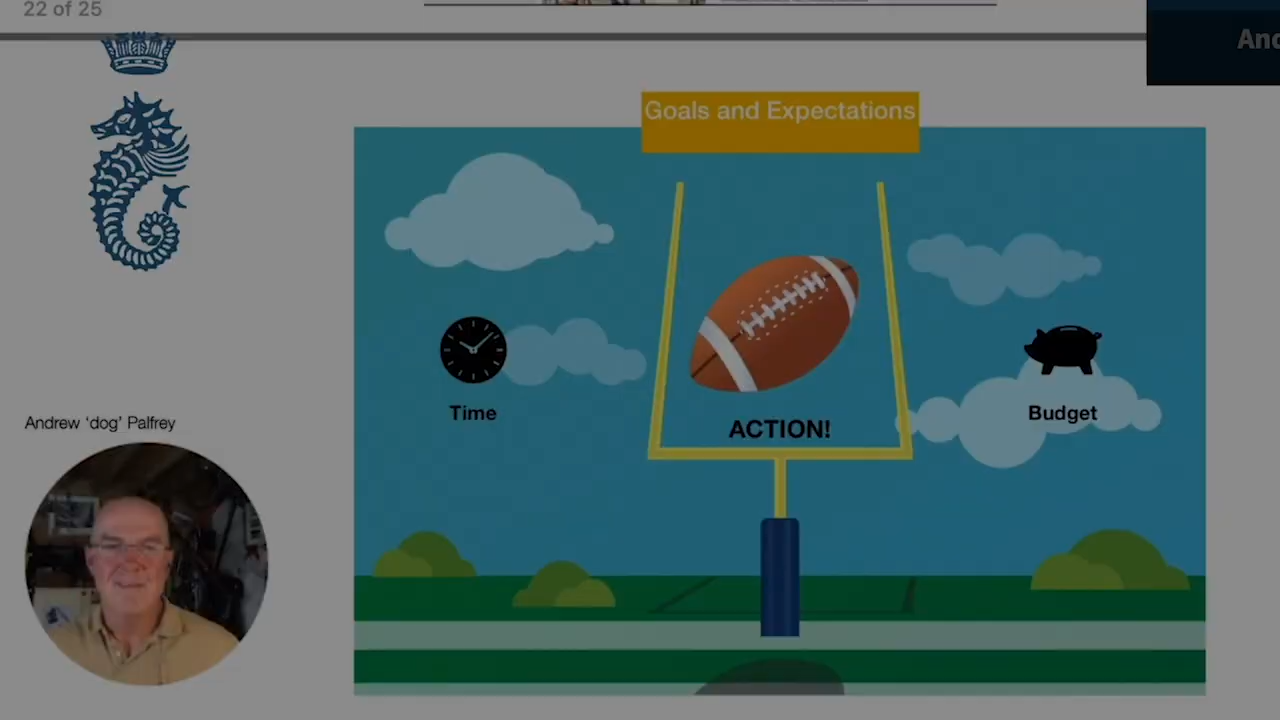 22 of 25
Goals and Expectations
Time
ACTION!
Budget
Andrew ‘dog’ Palfrey